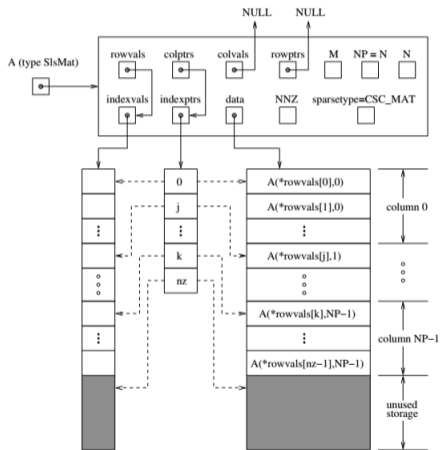 NULL NULL
A (type SlsMat)
rowvals colptrs colvals rowptrs M NP = N N
indexvals indexptrs data NNZ sparsetype=CSC_MAT
0 A(*rowvals[0],0)
j A(*rowvals[1],0)
column 0
k A(*rowvals[j],1)
nz
A(*rowvals[k],NP−1)
column NP−1
A(*rowvals[nz−1],NP−1)
unused
storage